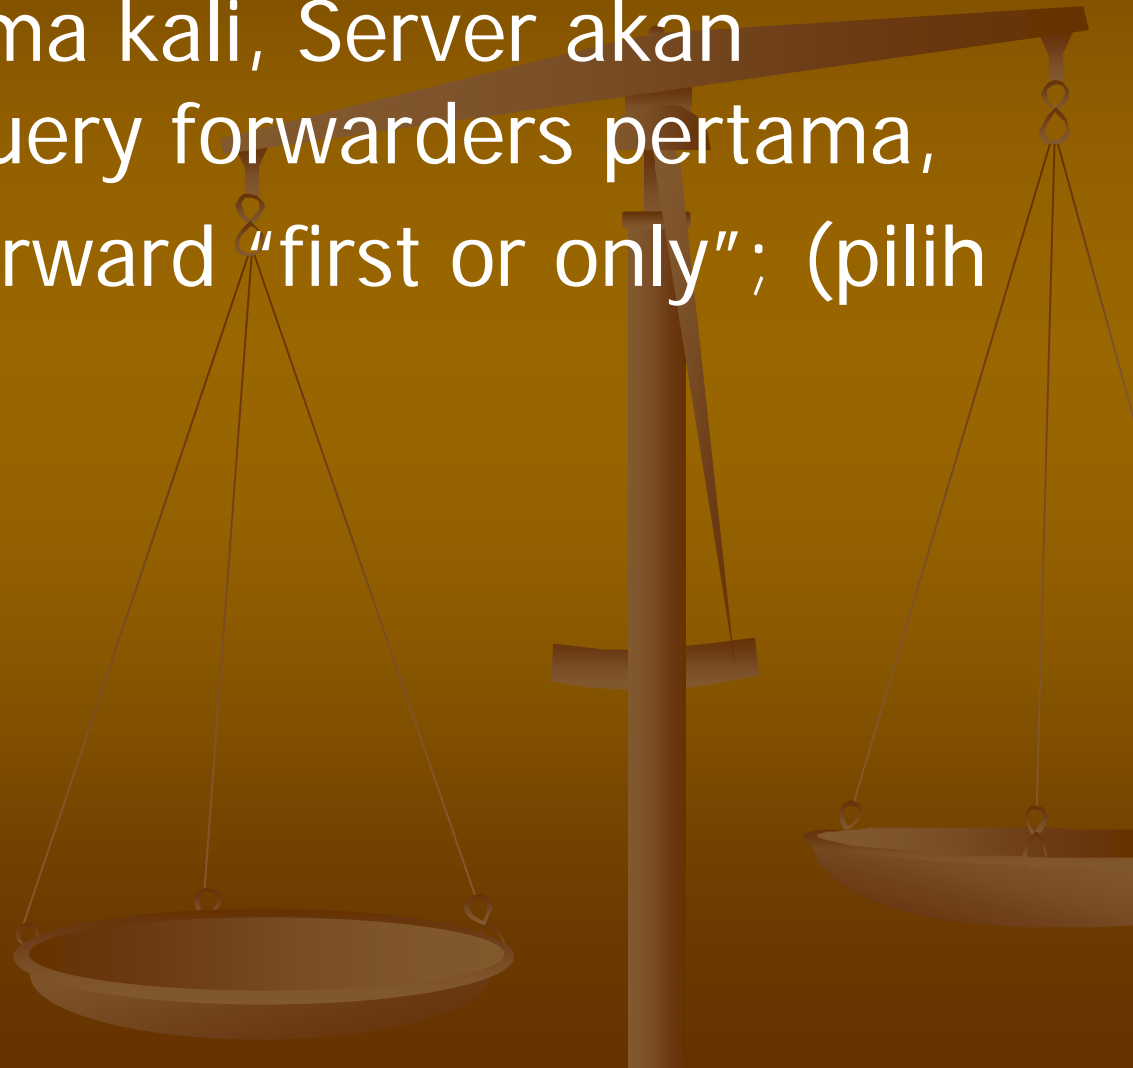 ma kali, Server akan
uery forwarders pertama,
rward “first or only”; (pilih